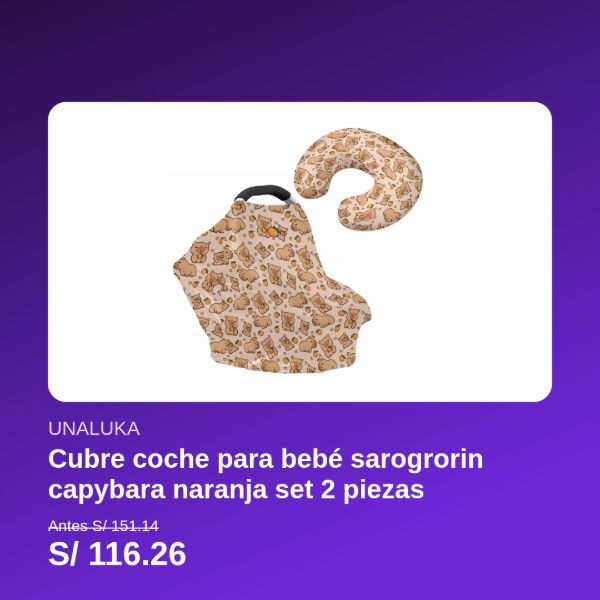 UNALUKA
Cubre coche para bebé sarogrorin
capybara naranja set 2 piezas
Antes S/ 151.14
S/ 116.26